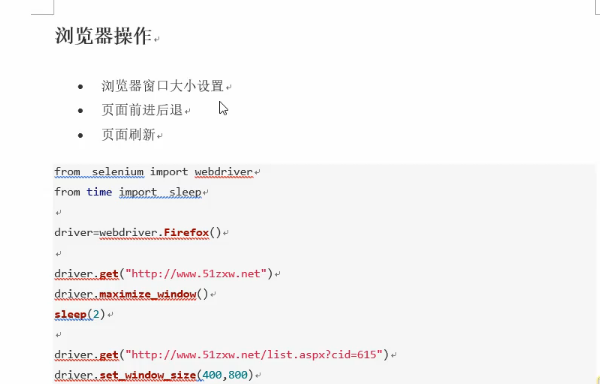 浏览器操作
浏览器窗口大小设置
页面前进后退
页面刷新
from selenium import webdriver
from time import sleep
driver=webdriver.Firefox()
driver.get("http://www.51zxw.net")
driver.maximize_window()
sleep(2)
driver.get("http://www.51zxw.net/list.aspx?cid=615")
driver.set_window_size(400,800)